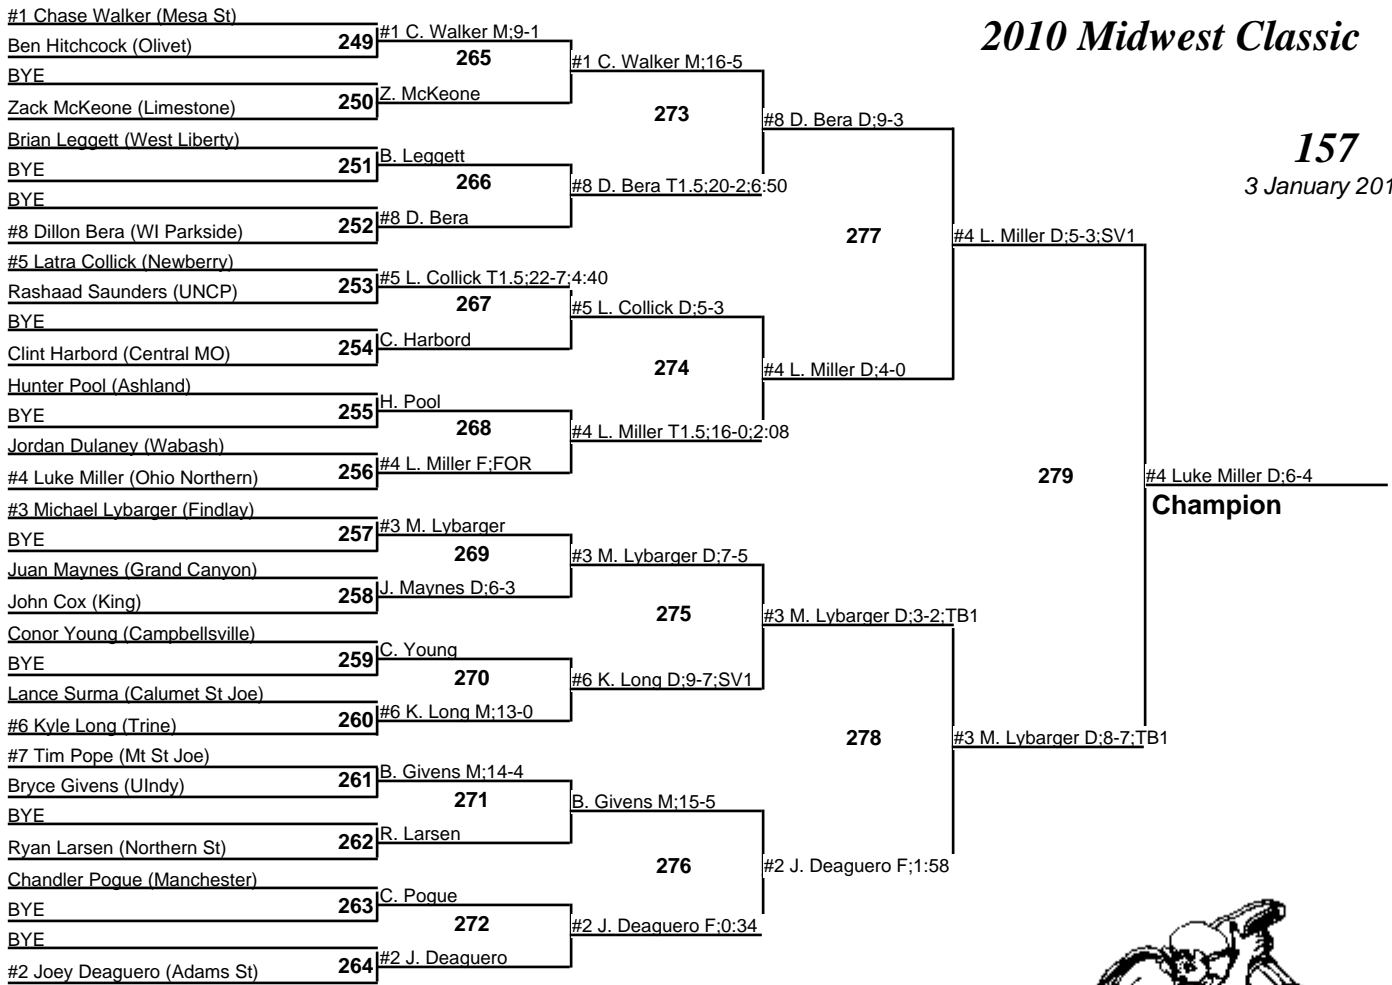 2010 Midwest Classic
157
3 January 201
#1 Chase Walker (Mesa St)
Ben Hitchcock (Olivet)
BYE
Zack McKeone (Limestone)
Brian Leggett (West Liberty)
BYE
BYE
#8 Dillon Bera (WI Parkside)
#5 Latra Collick (Newberry)
Rashaad Saunders (UNCP)
BYE
Clint Harbord (Central MO)
Hunter Pool (Ashland)
BYE
Jordan Dulaney (Wabash)
#4 Luke Miller (Ohio Northern)
#3 Michael Lybarger (Findlay)
BYE
Juan Maynes (Grand Canyon)
John Cox (King)
Conor Young (Campbellsville)
BYE
Lance Surma (Calumet St Joe)
#6 Kyle Long (Trine)
#7 Tim Pope (Mt St Joe)
Bryce Givens (UIndy)
BYE
Ryan Larsen (Northern St)
Chandler Pogue (Manchester)
BYE
BYE
#2 Joey Deaguero (Adams St)
249
250
251
252
253
254
255
256
257
258
259
260
261
262
263
264
#1 C. Walker M;9-1
265
Z. McKeone
B. Leggett
266
#8 D. Bera
#5 L. Collick T1.5;22-7;4:40
267
C. Harbord
H. Pool
268
#4 L. Miller F;FOR
#3 M. Lybarger
269
J. Maynes D;6-3
C. Young
270
#6 K. Long M;13-0
B. Givens M;14-4
271
R. Larsen
C. Pogue
272
#2 J. Deaguero
#1 C. Walker M;16-5
273
#8 D. Bera T1.5;20-2;6:50
#5 L. Collick D;5-3
274
#4 L. Miller T1.5;16-0;2:08
#3 M. Lybarger D;7-5
275
#6 K. Long D;9-7;SV1
B. Givens M;15-5
276
#2 J. Deaguero F;0:34
#8 D. Bera D;9-3
277
#4 L. Miller D;4-0
#3 M. Lybarger D;3-2;TB1
278
#2 J. Deaguero F;1:58
#4 L. Miller D;5-3;SV1
279
#3 M. Lybarger D;8-7;TB1
#4 Luke Miller D;6-4
Champion